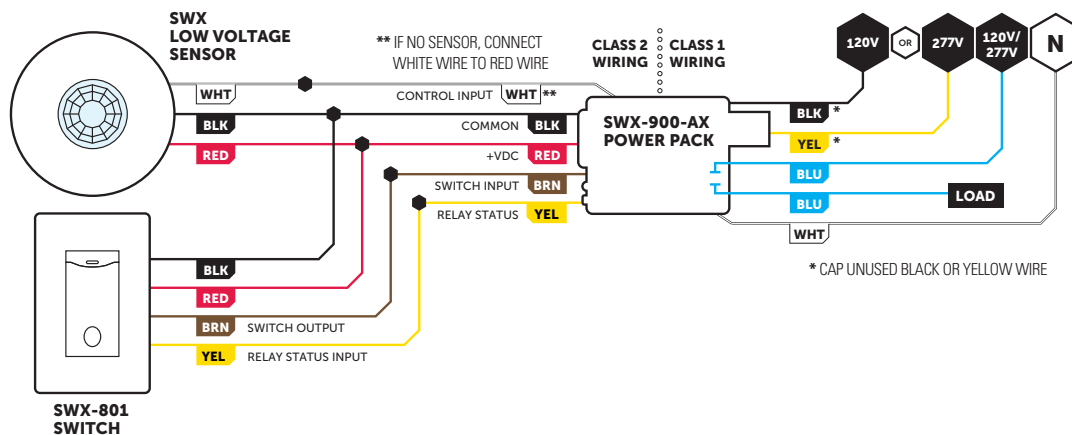 SWX
LOW VOLTAGE
SENSOR
** IF NO SENSOR, CONNECT
WHITE WIRE TO RED WIRE
CLASS 2
WIRING
CLASS 1
WIRING
120V
OR
277V
120V/
277V
N
WHT
CONTROL INPUT
WHT
**
BLK
COMMON
BLK
RED
+VDC
RED
SWITCH INPUT
BRN
RELAY STATUS
YEL
SWX-900-AX
POWER PACK
BLK
*
YEL
*
BLU
BLU
LOAD
WHT
* CAP UNUSED BLACK OR YELLOW WIRE
BLK
RED
BRN
SWITCH OUTPUT
YEL
RELAY STATUS INPUT
SWX-801
SWITCH